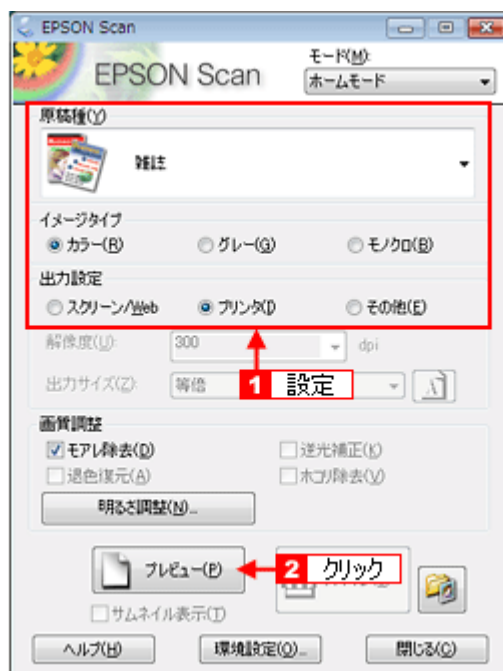 EPSON Scan
EPSON Scan
モード(M):
ホームモード
原稿種(Y)
雑誌
イメージタイプ
カラー(R)
グレー(G)
モノクロ(B)
出力設定
スクリーン/Web
プリンタ(I)
その他(E)
解像度(U):
300
dpi
出力サイズ(Z):
等倍
1 設定
画質調整
モアレ除去(D)
逆光補正(K)
退色復元(A)
ホコリ除去(V)
明るさ調整(N)...
プレビュー(P)
2 クリック
サムネイル表示(T)
ヘルプ(H)
環境設定(O)...
閉じる(C)